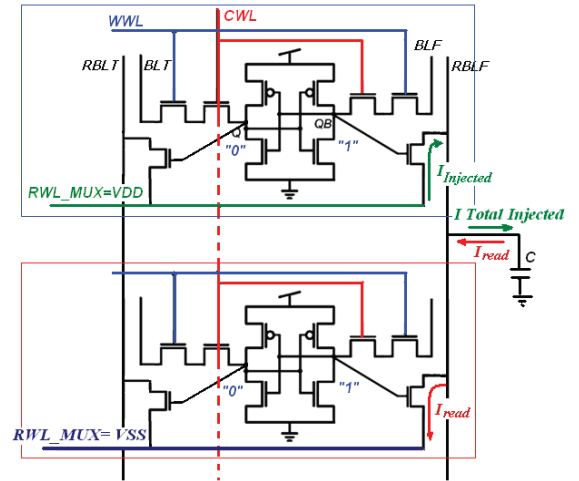 CWL
WWL
RBLT BLT BLF RBLF
Q QB
"0" "1"
I Injected
RWL_MUX=VDD
I Total Injected
I read
C
"0" "1"
I read
RWL_MUX= VSS